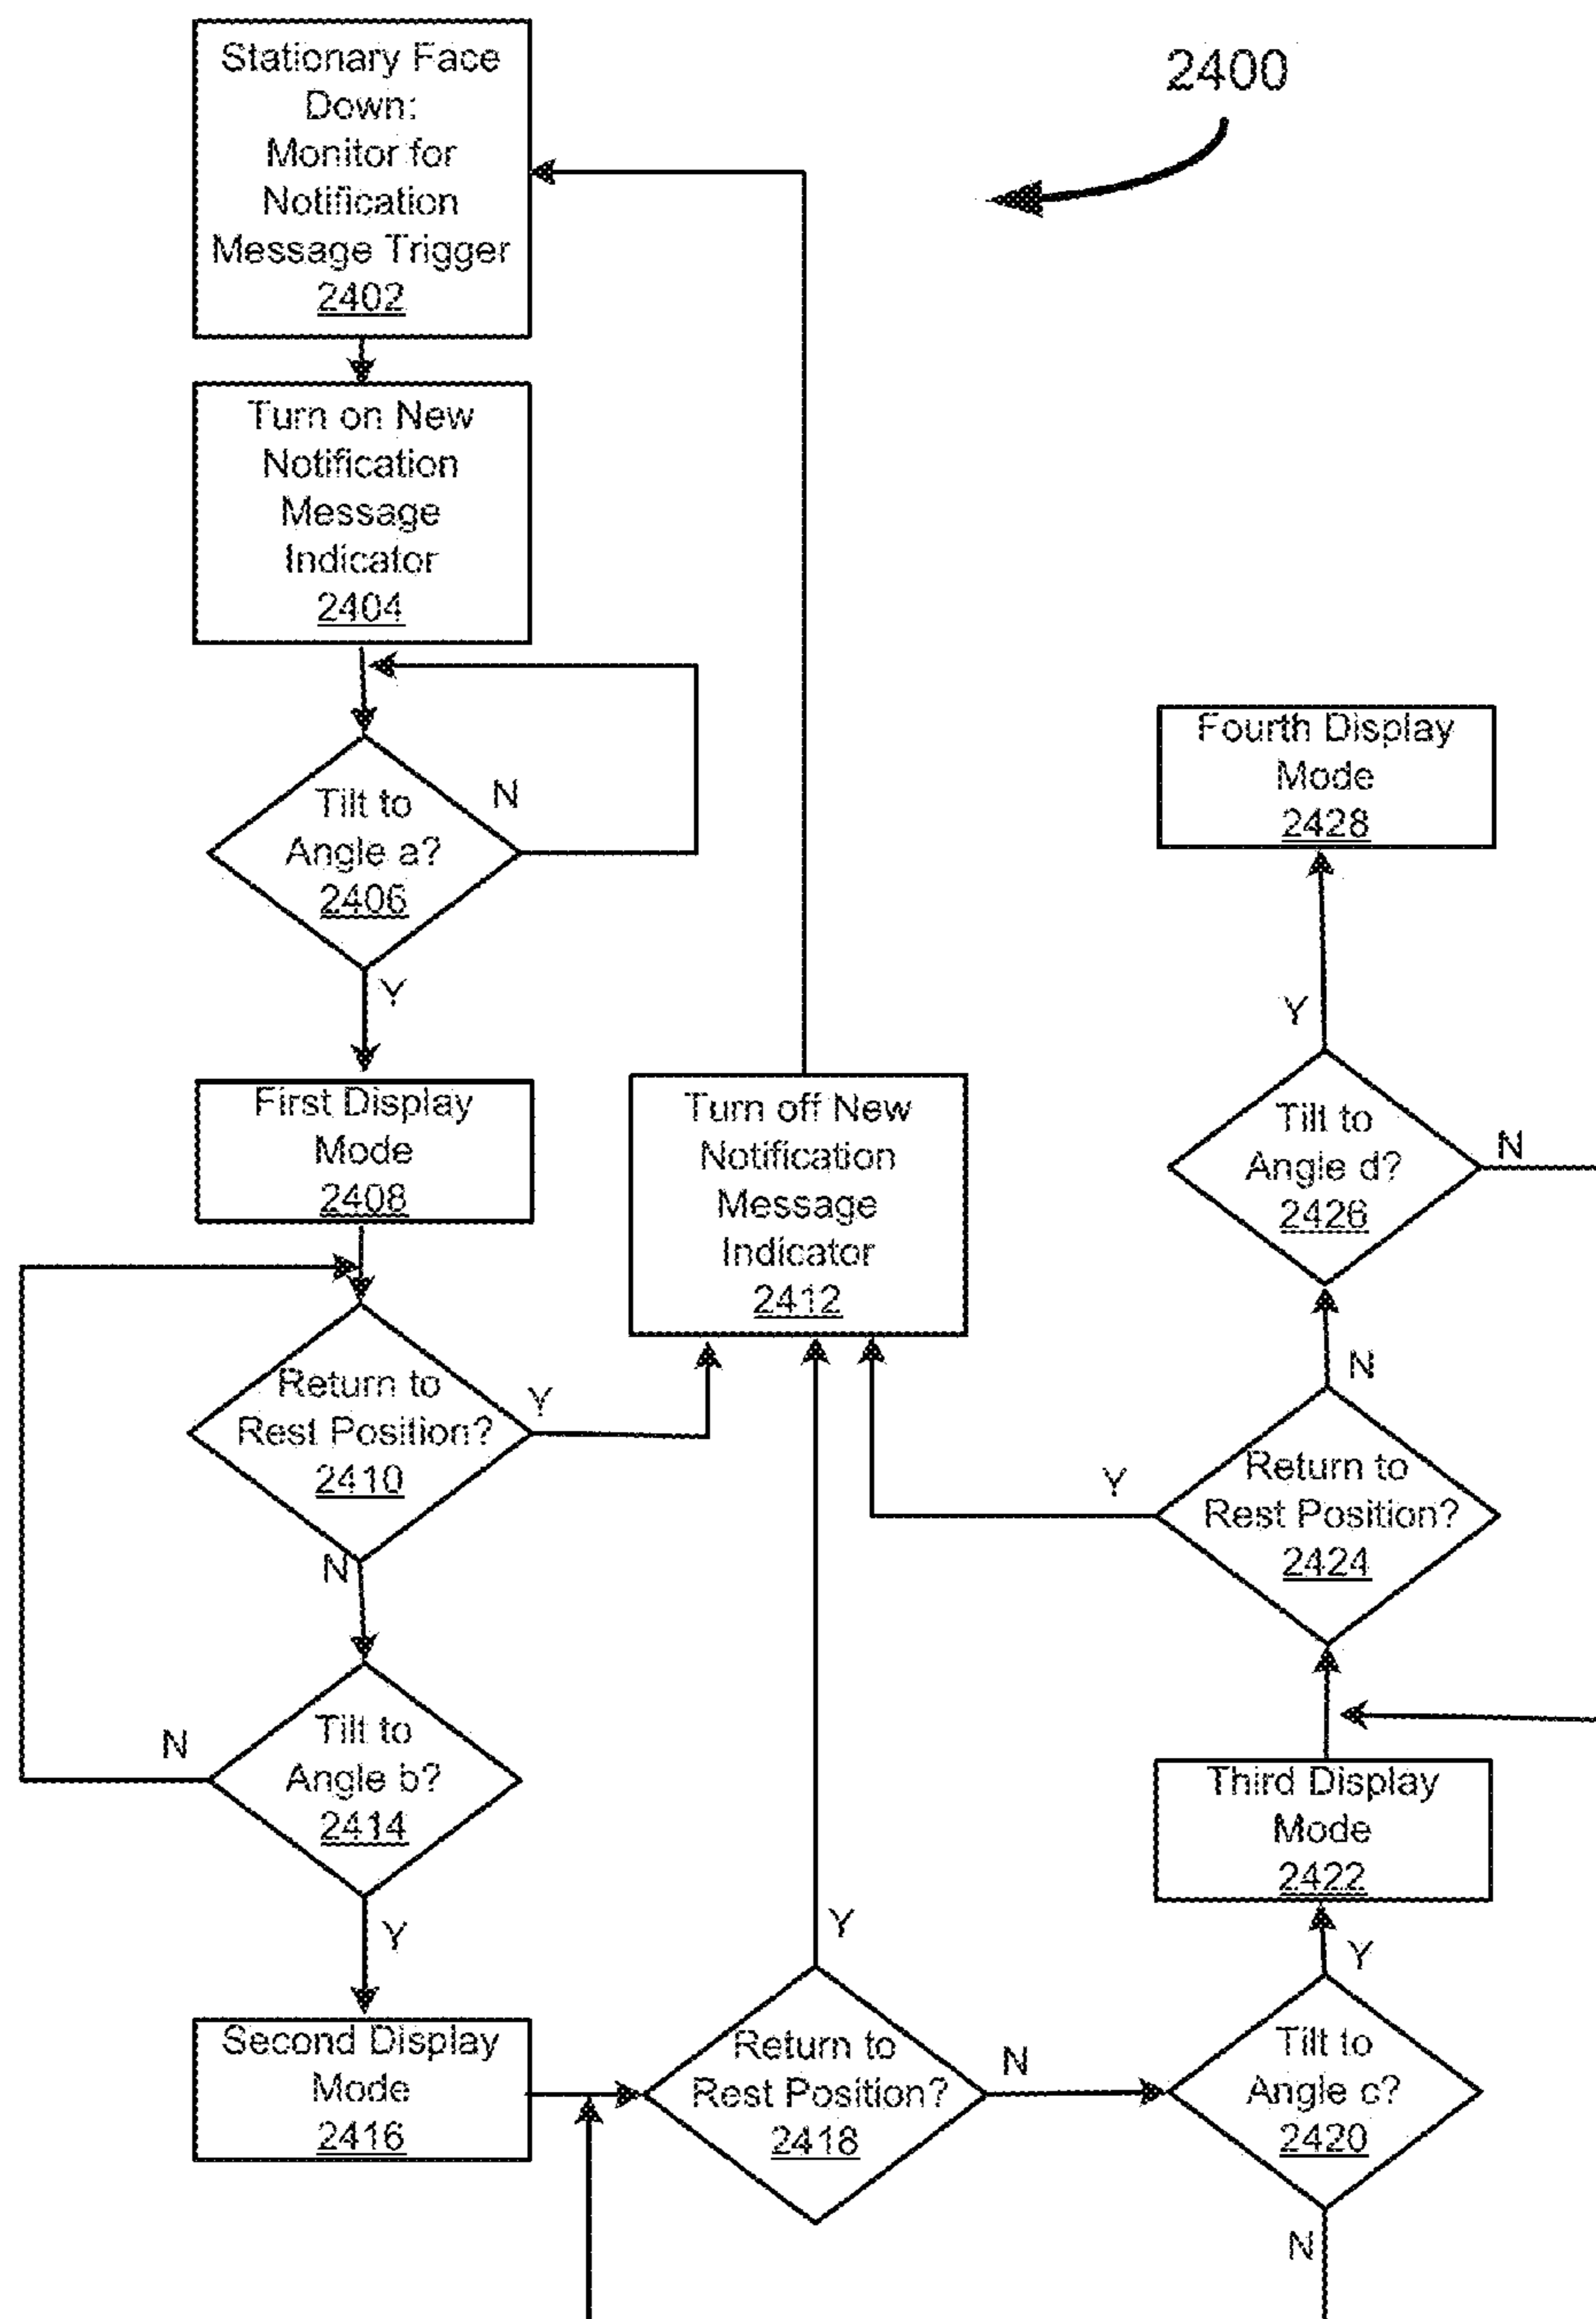 2400
Stationary Face
Down:
Monitor for
Notification
Message Trigger
2402
Turn on New
Notification
Message
Indicator
2404
Tilt to
Angle a?
2406
N
Y
First Display
Mode
2408
Return to
Rest Position?
2410
Y
N
Turn off New
Notification
Message
Indicator
2412
Tilt to
Angle b?
2414
N
Y
Second Display
Mode
2416
Return to
Rest Position?
2418
Y
N
Tilt to
Angle c?
2420
Y
N
Third Display
Mode
2422
Return to
Rest Position?
2424
Y
N
Tilt to
Angle d?
2426
N
Y
Fourth Display
Mode
2428